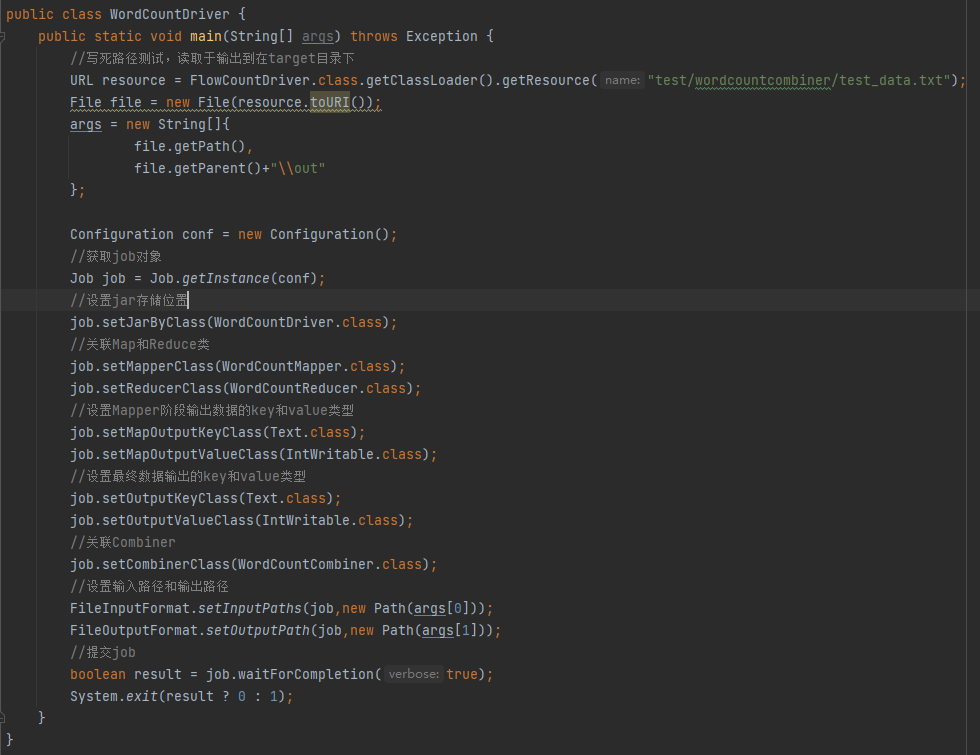 public class WordCountDriver {
    public static void main(String[] args) throws Exception {
        //写死路径测试，读取于输出到在target目录下
        URL resource = FlowCountDriver.class.getClassLoader().getResource( name: "test/wordcountcombiner/test_data.txt");
        File file = new File(resource.toURI());
        args = new String[]{
                file.getPath(),
                file.getParent()+"\\out"
        };

        Configuration conf = new Configuration();
        //获取job对象
        Job job = Job.getInstance(conf);
        //设置jar存储位置
        job.setJarByClass(WordCountDriver.class);
        //关联Map和Reduce类
        job.setMapperClass(WordCountMapper.class);
        job.setReducerClass(WordCountReducer.class);
        //设置Mapper阶段输出数据的key和value类型
        job.setMapOutputKeyClass(Text.class);
        job.setMapOutputValueClass(IntWritable.class);
        //设置最终数据输出的key和value类型
        job.setOutputKeyClass(Text.class);
        job.setOutputValueClass(IntWritable.class);
        //关联Combiner
        job.setCombinerClass(WordCountCombiner.class);
        //设置输入路径和输出路径
        FileInputFormat.setInputPaths(job,new Path(args[0]));
        FileOutputFormat.setOutputPath(job,new Path(args[1]));
        //提交job
        boolean result = job.waitForCompletion( verbose: true);
        System.exit(result ? 0 : 1);
    }
}